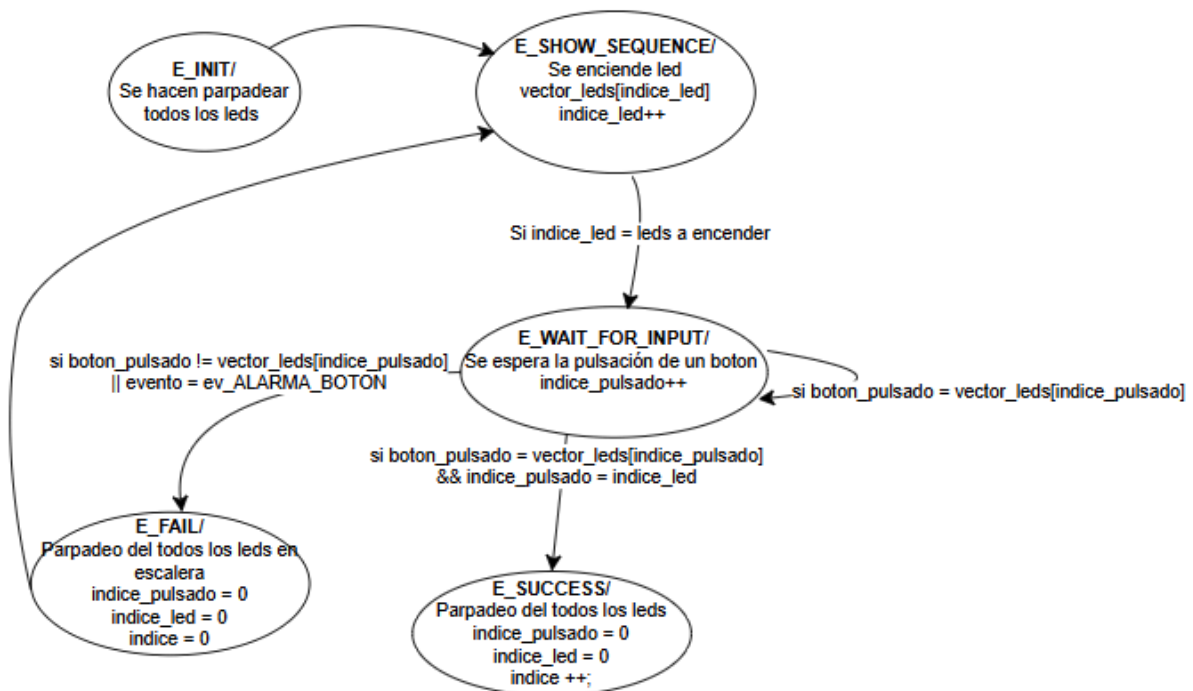 E_INIT/
Se hacen parpadear
todos los leds
E_SHOW_SEQUENCE/
Se enciende led
vector_leds[indice_led]
indice_led++
Si indice_led = leds a encender
E_WAIT_FOR_INPUT/
Se espera la pulsación de un boton
indice_pulsado++
si boton_pulsado != vector_leds[indice_pulsado]
|| evento = ev_ALARMA_BOTON
si boton_pulsado = vector_leds[indice_pulsado]
si boton_pulsado = vector_leds[indice_pulsado]
&& indice_pulsado = indice_led
E_FAIL/
Parpadeo del todos los leds en
escalera
indice_pulsado = 0
indice_led = 0
indice = 0
E_SUCCESS/
Parpadeo del todos los leds
indice_pulsado = 0
indice_led = 0
indice ++;